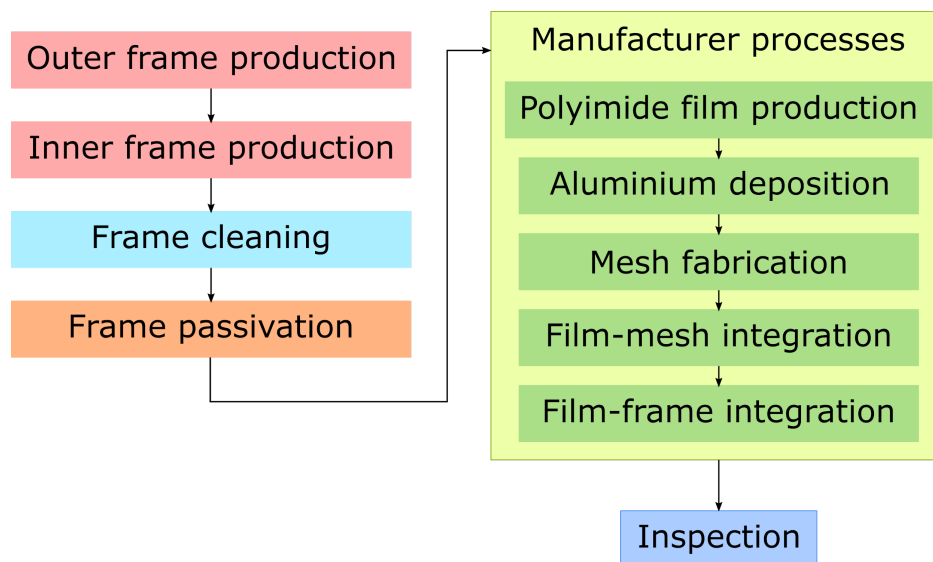 Outer frame production
Inner frame production
Frame cleaning
Frame passivation
Manufacturer processes
Polyimide film production
Aluminium deposition
Mesh fabrication
Film-mesh integration
Film-frame integration
Inspection